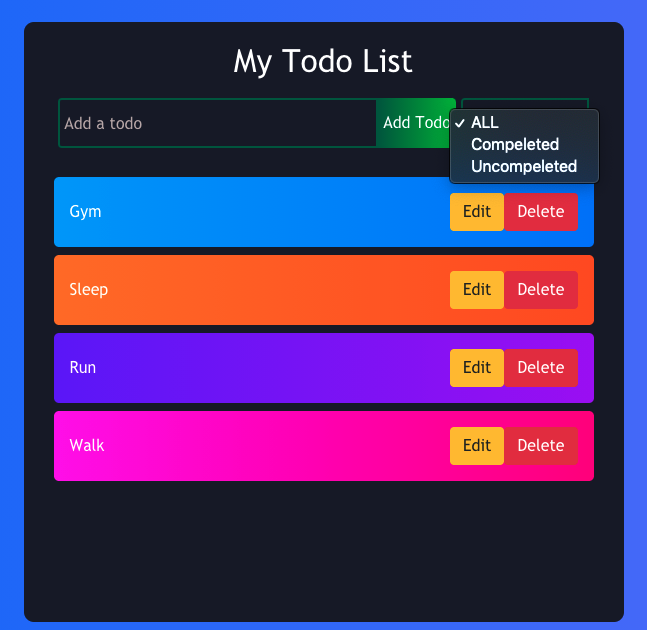 My Todo List
Add a todo
Add Todo
ALL
Compeleted
Uncompeleted
Gym Edit Delete
Sleep Edit Delete
Run Edit Delete
Walk Edit Delete